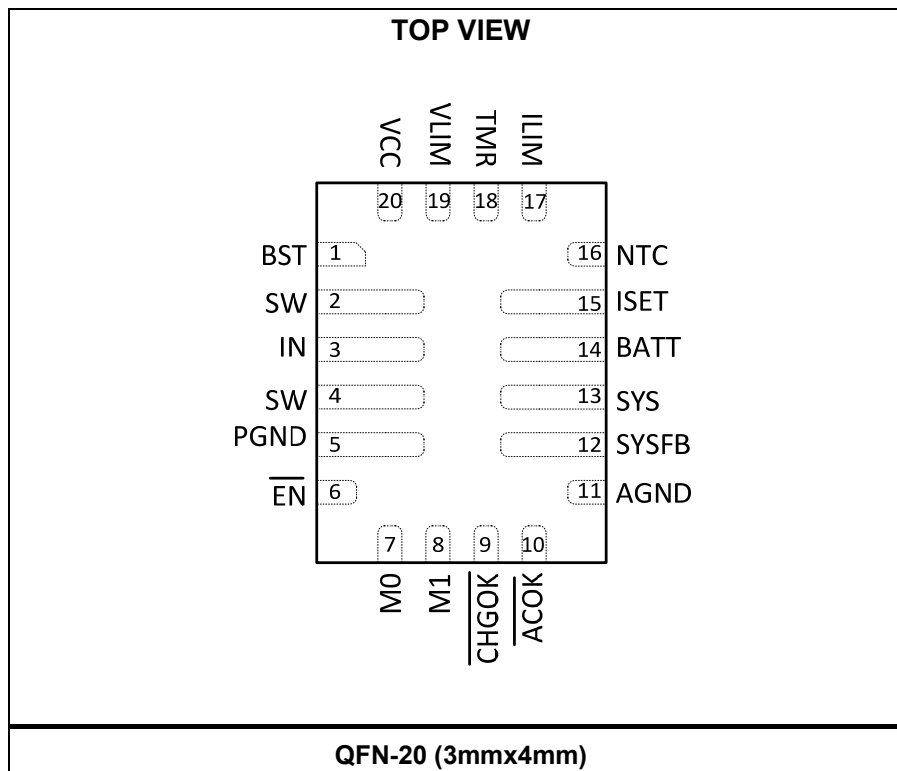 TOP VIEW
VCC
VLIM
TMR
ILIM
20
19
18
17
BST 1
16 NTC
SW 2
15 ISET
IN 3
14 BATT
SW 4
13 SYS
PGND 5
12 SYSFB
EN 6
11 AGND
7
8
9
10
M0
M1
CHGOK
ACOK
QFN-20 (3mmx4mm)